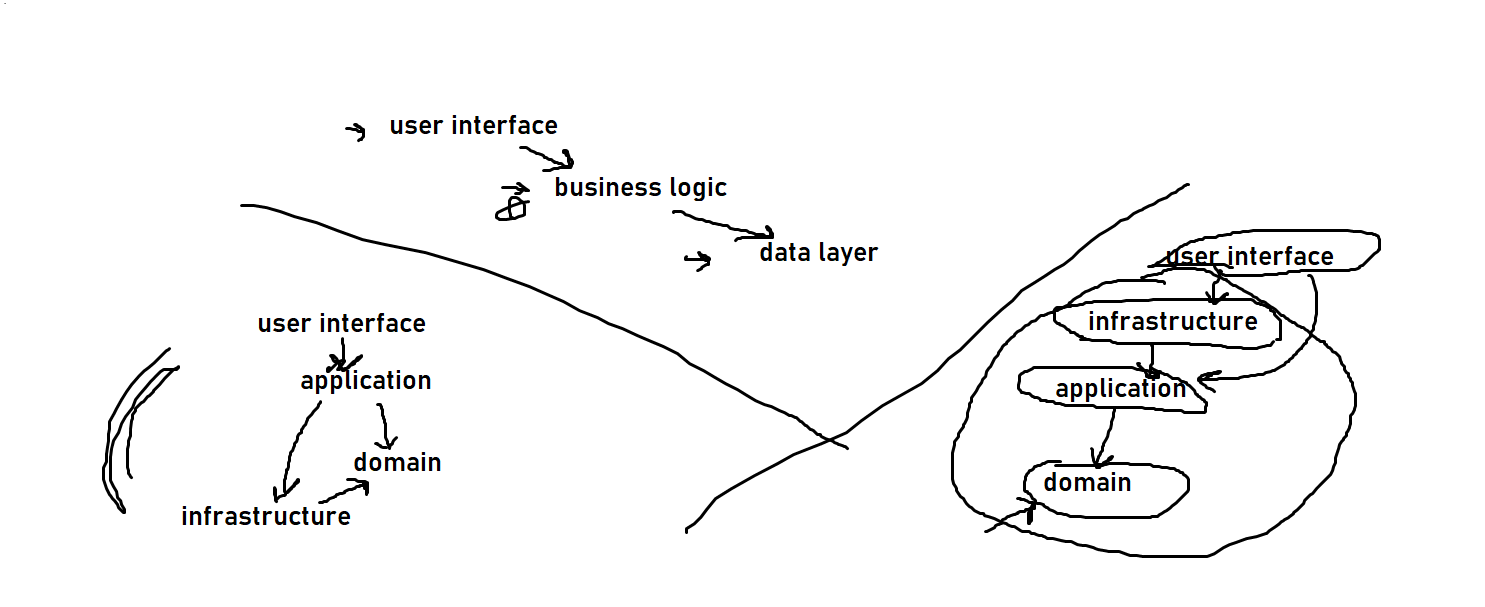 user interface
business logic
data layer
user interface
application
domain
infrastructure
user interface
infrastructure
application
domain